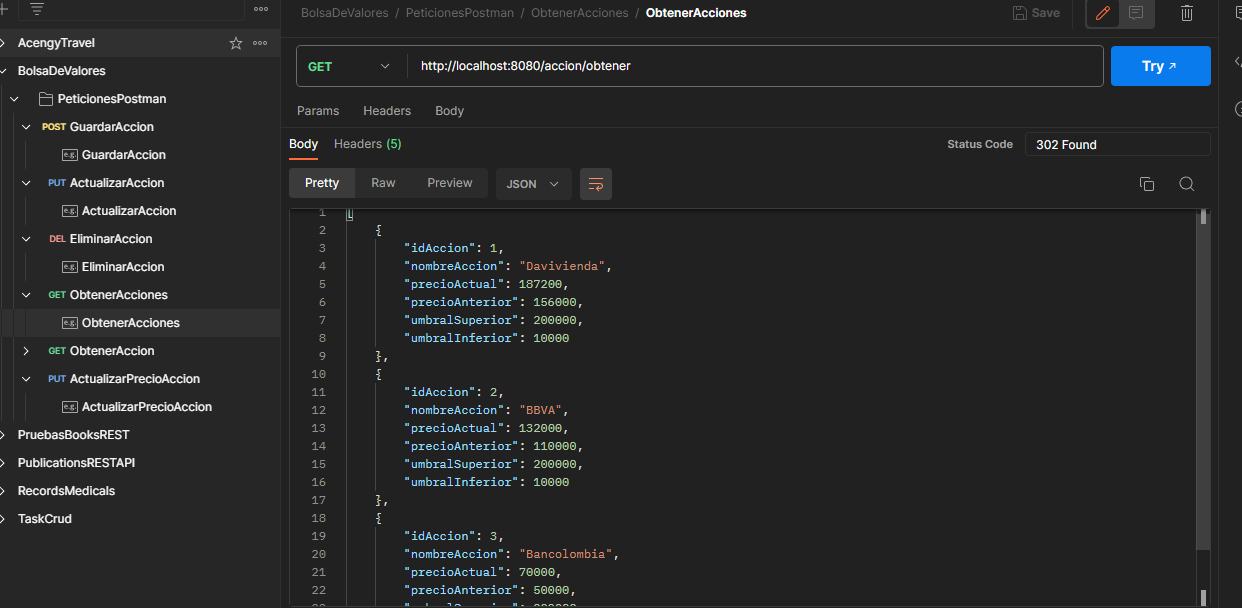 BolsaDeValores / PeticionesPostman / ObtenerAcciones / ObtenerAcciones
Save
AcengyTravel
BolsaDeValores
PeticionesPostman
POST GuardarAccion
e.g. GuardarAccion
PUT ActualizarAccion
e.g. ActualizarAccion
DEL EliminarAccion
e.g. EliminarAccion
GET ObtenerAcciones
e.g. ObtenerAcciones
GET ObtenerAccion
PUT ActualizarPrecioAccion
e.g. ActualizarPrecioAccion
PruebasBooksREST
PublicationsRESTAPI
RecordsMedicals
TaskCrud
GET http://localhost:8080/accion/obtener
Try
Params Headers Body
Body Headers (5)
Status Code 302 Found
Pretty Raw Preview JSON
1 [
2 {
3 "idAccion": 1,
4 "nombreAccion": "Davivienda",
5 "precioActual": 187200,
6 "precioAnterior": 156000,
7 "umbralSuperior": 200000,
8 "umbralInferior": 10000
9 },
10 {
11 "idAccion": 2,
12 "nombreAccion": "BBVA",
13 "precioActual": 132000,
14 "precioAnterior": 110000,
15 "umbralSuperior": 200000,
16 "umbralInferior": 10000
17 },
18 {
19 "idAccion": 3,
20 "nombreAccion": "Bancolombia",
21 "precioActual": 70000,
22 "precioAnterior": 50000,